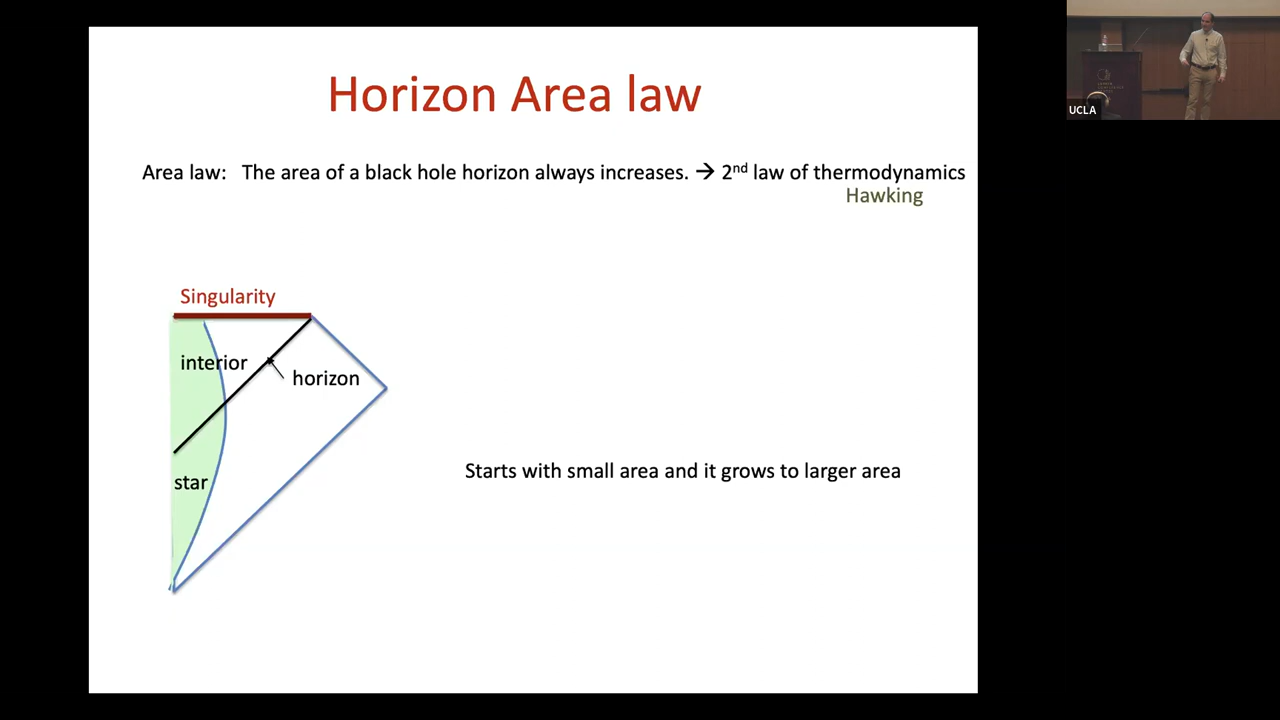 Horizon Area law
Area law: The area of a black hole horizon always increases. → 2nd law of thermodynamics
Hawking
Singularity
interior
horizon
Starts with small area and it grows to larger area
star
UCLA